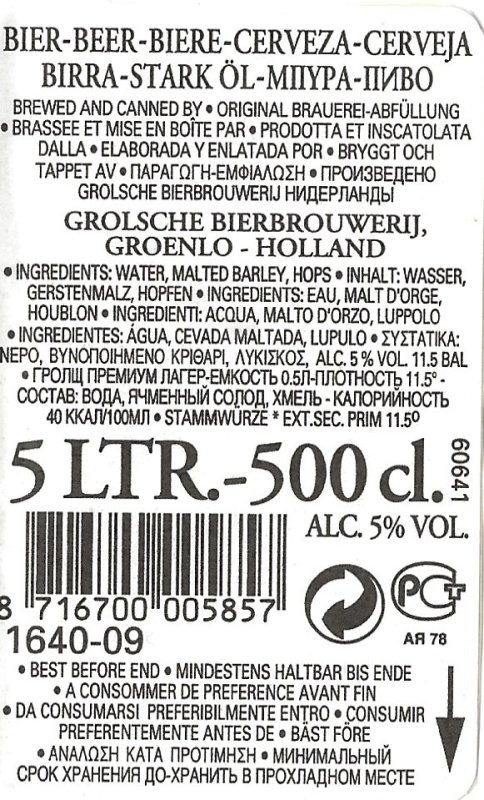 BIER-BEER-BIERE-CERVEZA-CERVEJA
BIRRA-STARK ÖL-ΜΠΥΡΑ-ПИВО
BREWED AND CANNED BY • ORIGINAL BRAUEREI-ABFÜLLUNG
• BRASSEE ET MISE EN BOÎTE PAR • PRODOTTA ET INSCATOLATA
DALLA • ELABORADA Y ENLATADA POR • BRYGGT OCH
TAPPET AV • ΠΑΡΑΓΩΓΗ-ΕΜΦΙΑΛΩΣΗ • ПРОИЗВЕДЕНО
GROLSCHE BIERBROUWERIJ НИДЕРЛАНДЫ
GROLSCHE BIERBROUWERIJ,
GROENLO - HOLLAND
• INGREDIENTS: WATER, MALTED BARLEY, HOPS • INHALT: WASSER,
GERSTENMALZ, HOPFEN • INGREDIENTS: EAU, MALT D'ORGE,
HOUBLON • INGREDIENTI: ACQUA, MALTO D'ORZO, LUPPOLO
• INGREDIENTES: ÁGUA, CEVADA MALTADA, LUPULO • ΣΥΣΤΑΤΙΚΑ:
ΝΕΡΟ, ΒΥΝΟΠΟΙΗΜΕΝΟ ΚΡΙΘΑΡΙ, ΛΥΚΙΣΚΟΣ, ALC. 5 % VOL. 11.5 BAL
• ГРОЛЩ ПРЕМИУМ ЛАГЕР-ЕМКОСТЬ 0.5Л-ПЛОТНОСТЬ 11.5° -
СОСТАВ: ВОДА, ЯЧМЕННЫЙ СОЛОД, ХМЕЛЬ - КАЛОРИЙНОСТЬ
40 ККАЛ/100МЛ • STAMMWÜRZE * EXT.SEC. PRIM 11.5°
5 LTR.-500 cl.
60641
ALC. 5% VOL.
8 716700 005857
РСТ
АЯ 78
1640-09
• BEST BEFORE END • MINDESTENS HALTBAR BIS ENDE
• A CONSOMMER DE PREFERENCE AVANT FIN
• DA CONSUMARSI PREFERIBILMENTE ENTRO • CONSUMIR
PREFERENTEMENTE ANTES DE • BÄST FÖRE
• ΑΝΑΛΩΣΗ ΚΑΤΑ ΠΡΟΤΙΜΗΣΗ • МИНИМАЛЬНЫЙ
СРОК ХРАНЕНИЯ ДО-ХРАНИТЬ В ПРОХЛАДНОМ МЕСТЕ